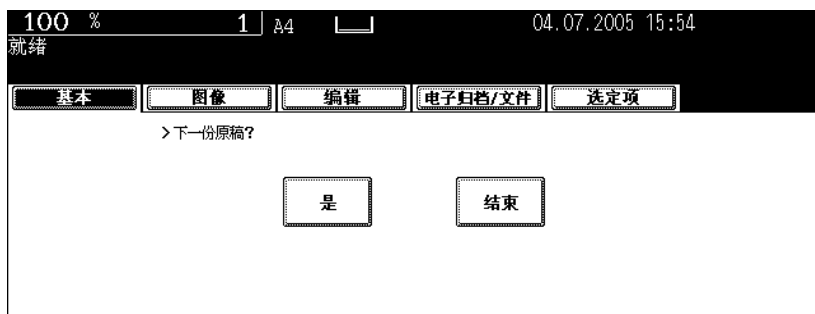 100 % 1 A4 04.07.2005 15:54
就绪
基本 图像 编辑 电子归档/文件 选定项
>下一份原稿?
是 结束